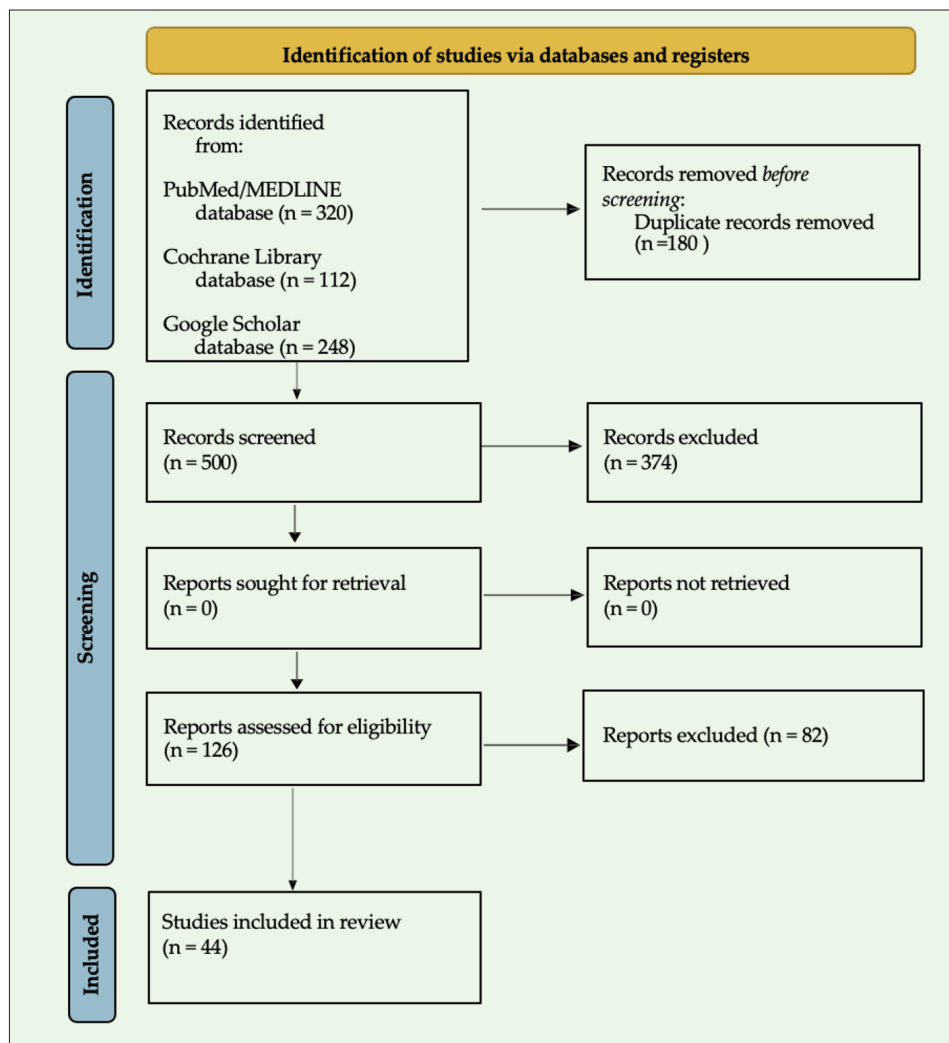 Identification of studies via databases and registers
Identification
Records identified
from:
PubMed/MEDLINE
database (n = 320)
Cochrane Library
database (n = 112)
Google Scholar
database (n = 248)
Records removed before
screening:
Duplicate records removed
(n =180 )
Screening
Records screened
(n = 500)
Records excluded
(n = 374)
Reports sought for retrieval
(n = 0)
Reports not retrieved
(n = 0)
Reports assessed for eligibility
(n = 126)
Reports excluded (n = 82)
Included
Studies included in review
(n = 44)